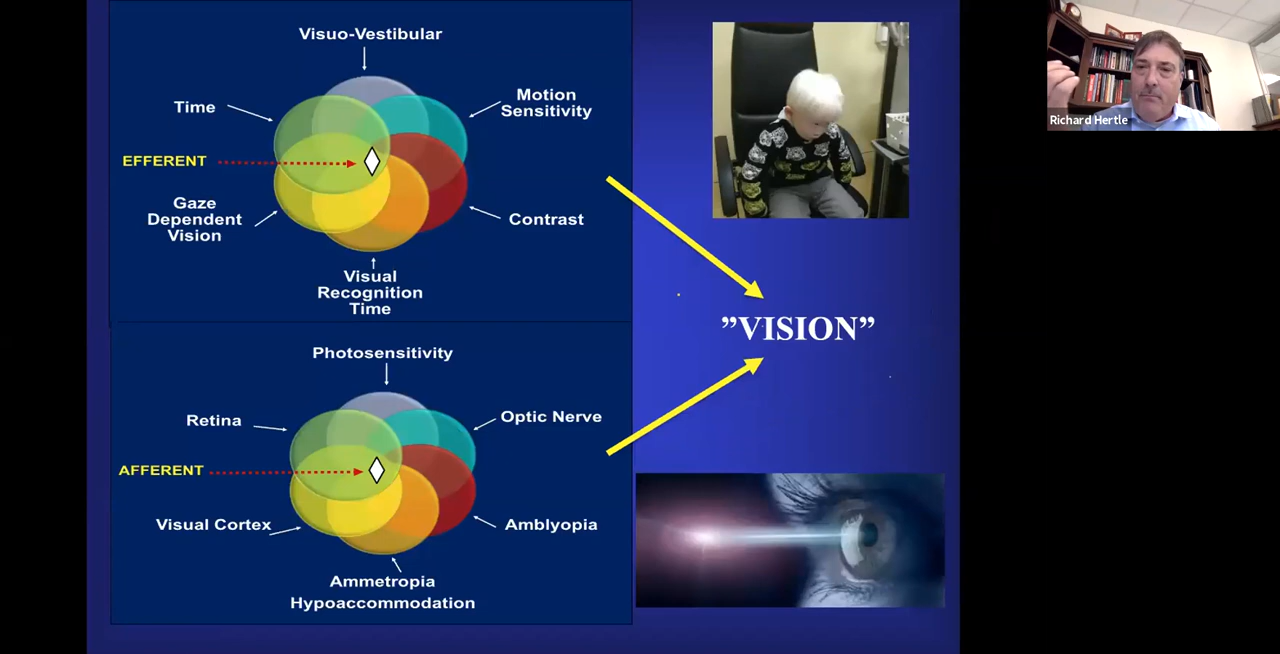 Visuo-Vestibular
Time
Motion
Sensitivity
EFFERENT
Gaze
Dependent
Vision
Contrast
Visual
Recognition
Time
Photosensitivity
Retina
Optic Nerve
AFFERENT
Visual Cortex
Amblyopia
Ammetropia
Hypoaccommodation
”VISION”
Richard Hertle